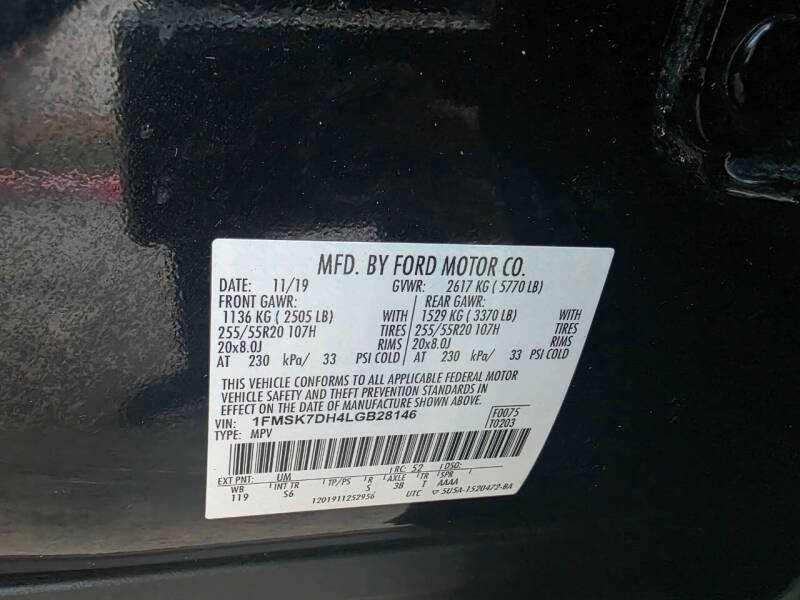 MFD. BY FORD MOTOR CO.
DATE: 11/19 GVWR: 2617 KG ( 5770 LB)
FRONT GAWR: REAR GAWR:
1136 KG ( 2505 LB) WITH 1529 KG ( 3370 LB) WITH
255/55R20 107H TIRES 255/55R20 107H TIRES
20x8.0J RIMS 20x8.0J RIMS
AT 230 kPa/ 33 PSI COLD AT 230 kPa/ 33 PSI COLD
THIS VEHICLE CONFORMS TO ALL APPLICABLE FEDERAL MOTOR
VEHICLE SAFETY AND THEFT PREVENTION STANDARDS IN
EFFECT ON THE DATE OF MANUFACTURE SHOWN ABOVE.
VIN: 1FMSK7DH4LGB28146 F0075
TYPE: MPV T0203
EXT PNT: UM RC: 52 DSO:
WB INT TR TP/PS R AXLE TR SPR
119 S6 S 3B T AAAA
1201911252956 UTC 5U5A-1520472-BA